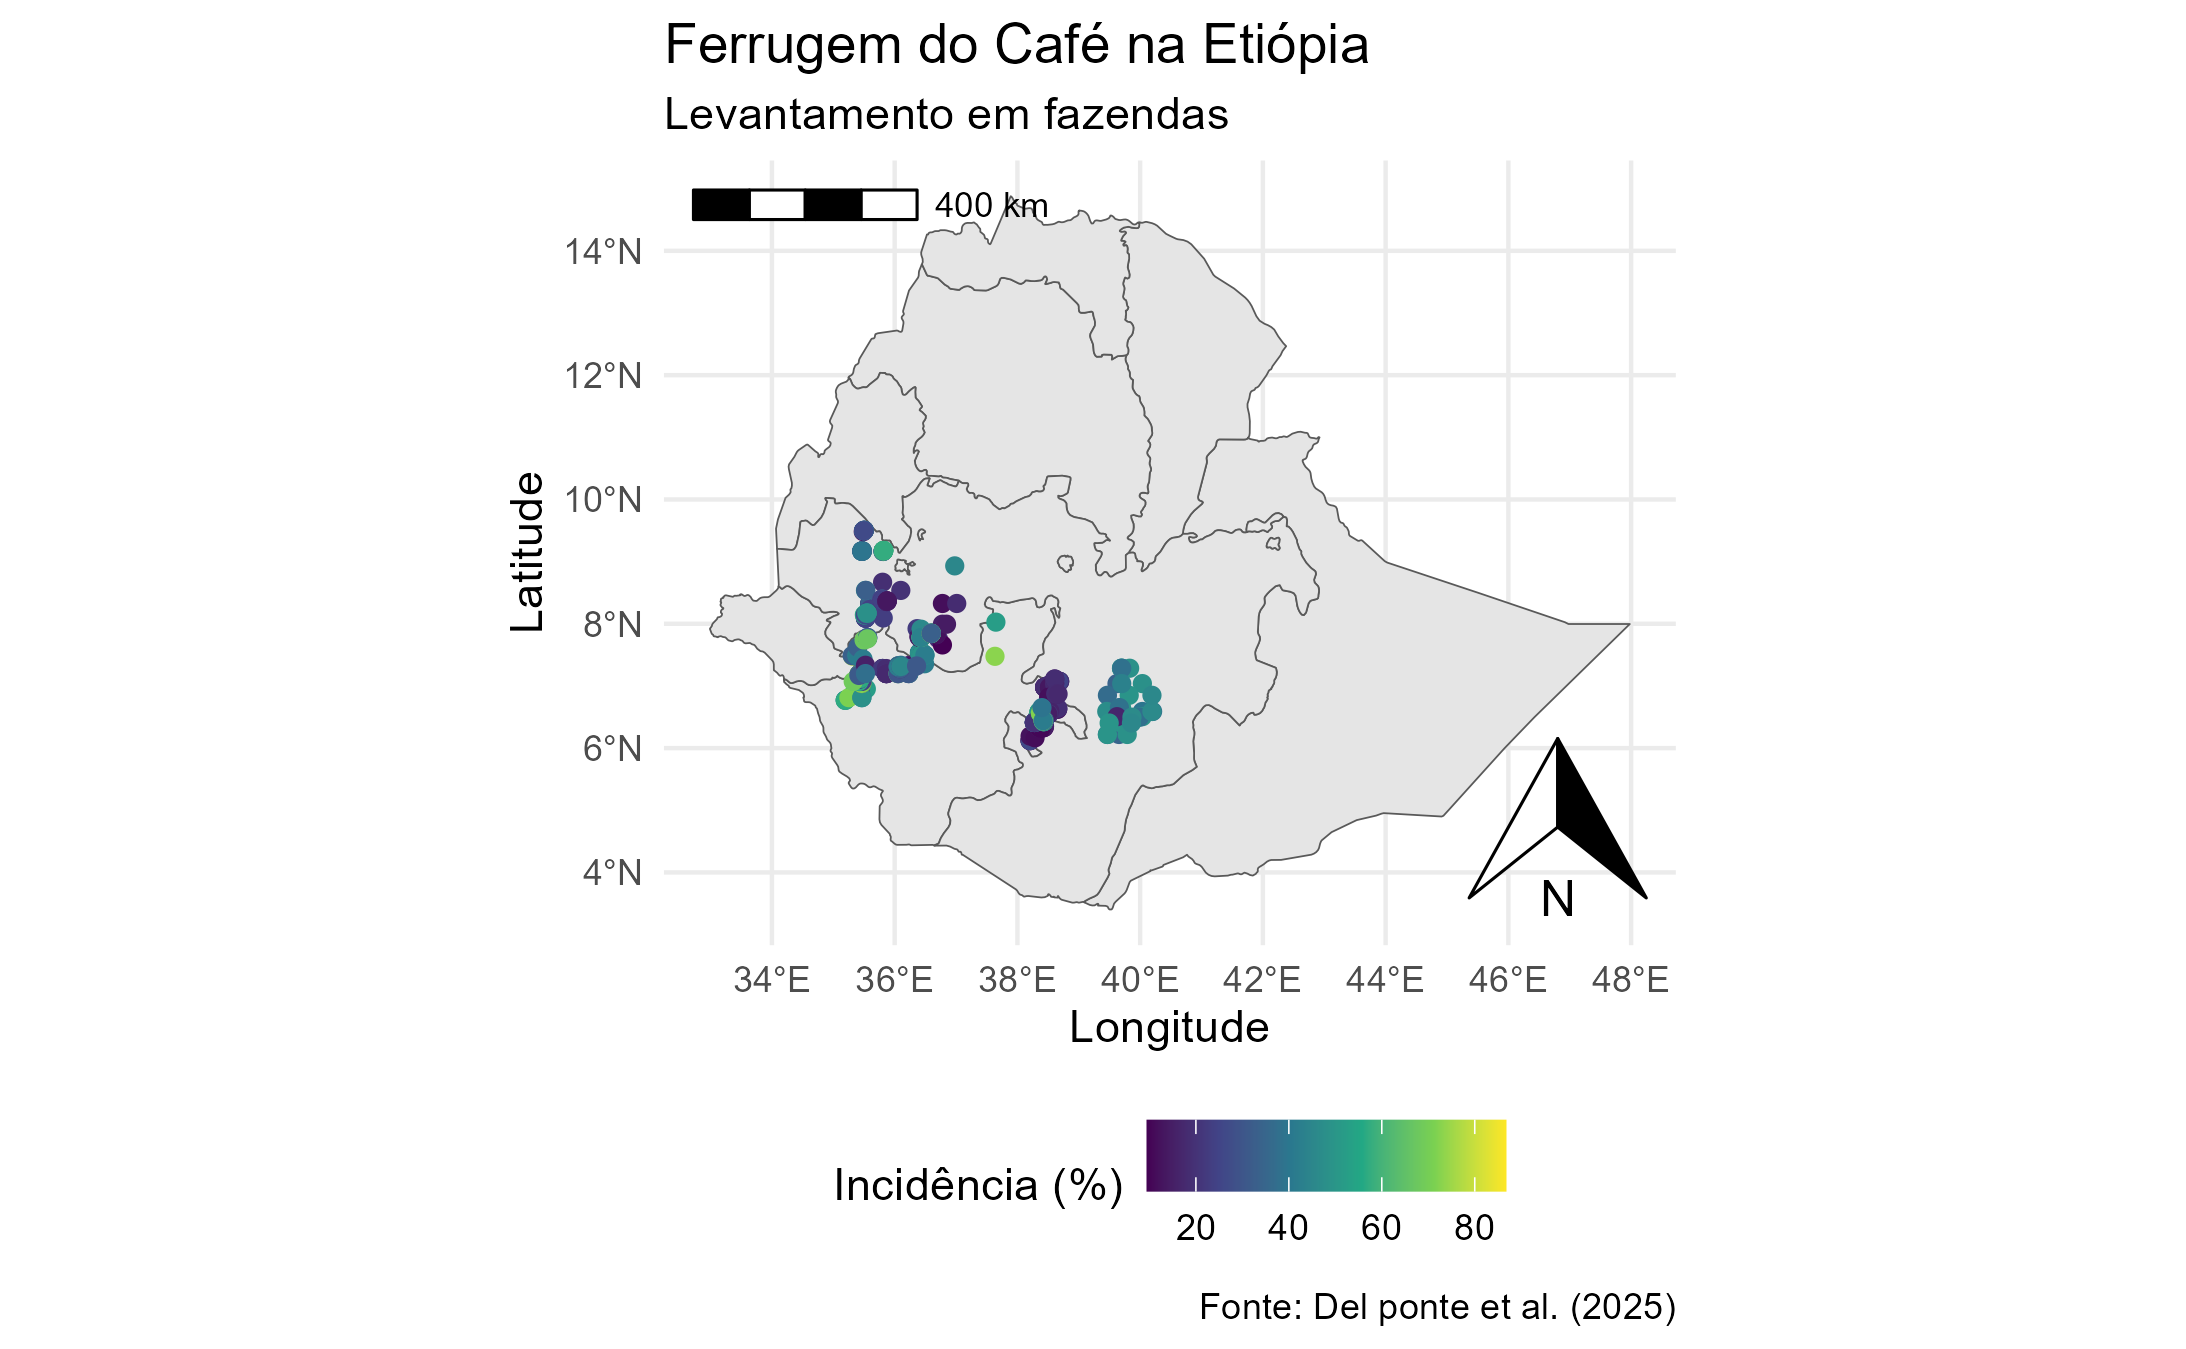 Ferrugem do Café na Etiópia
Levantamento em fazendas
400 km
14°N
12°N
10°N
8°N
6°N
4°N
Latitude
N
34°E 36°E 38°E 40°E 42°E 44°E 46°E 48°E
Longitude
Incidência (%)
20 40 60 80
Fonte: Del ponte et al. (2025)